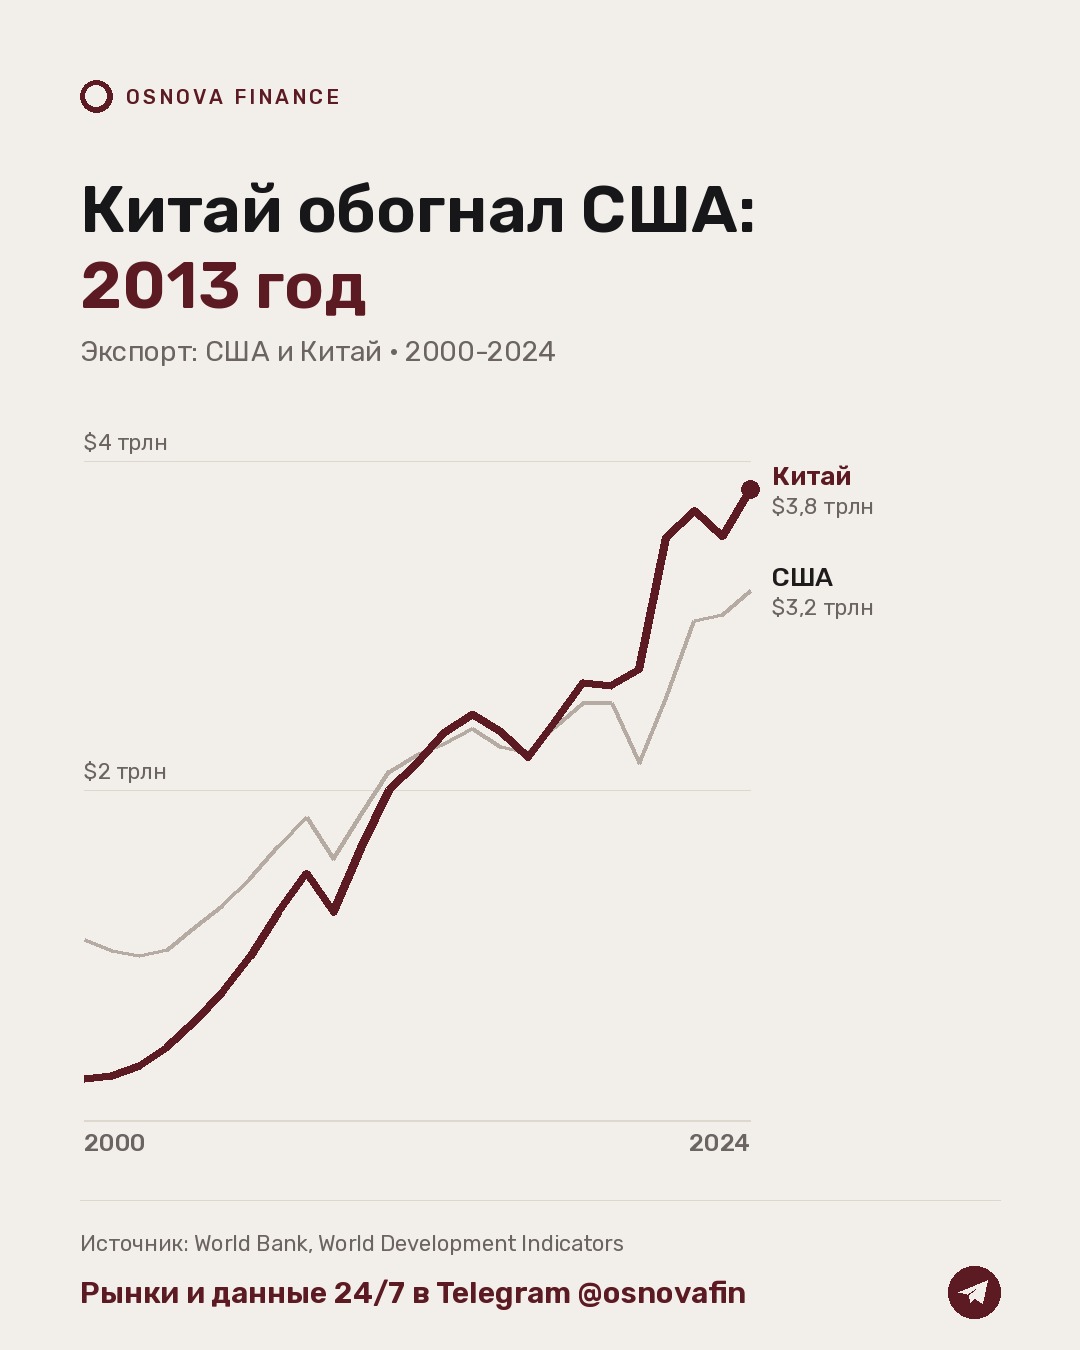 OSNOVA FINANCE
Китай обогнал США:
2013 год
Экспорт: США и Китай • 2000-2024
$4 трлн
Китай
$3,8 трлн
США
$3,2 трлн
$2 трлн
2000
2024
Источник: World Bank, World Development Indicators
Рынки и данные 24/7 в Telegram @osnovafin